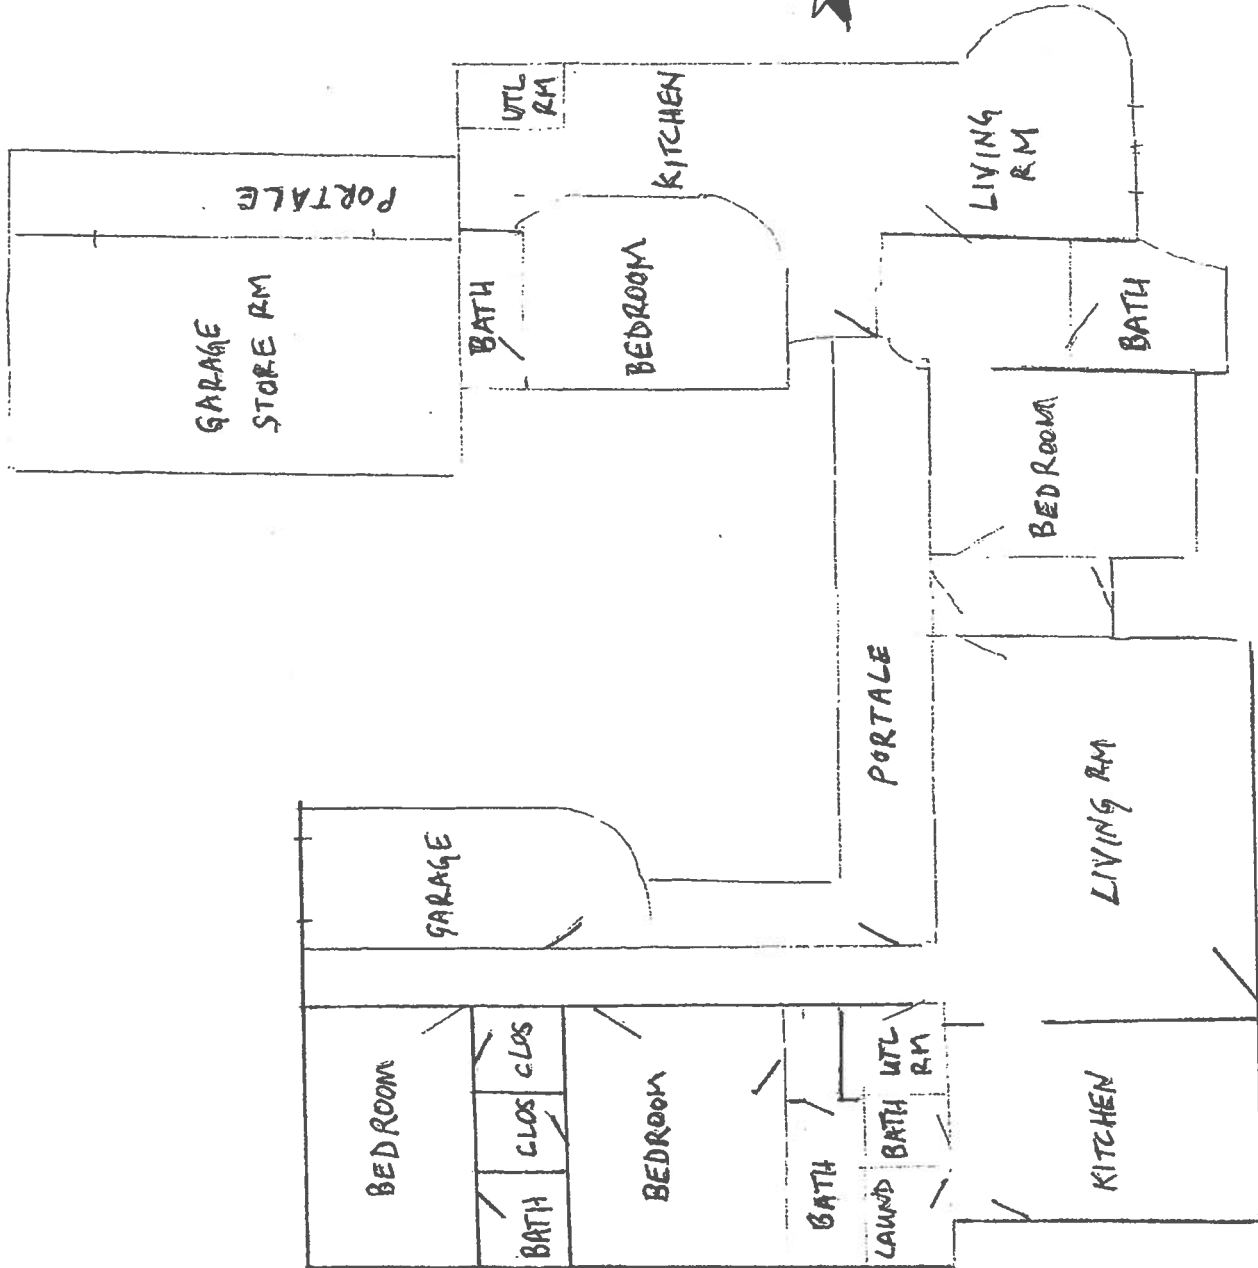 UTL
RM
KITCHEN
LIVING
RM
PORTALE
GARAGE
STORE RM
BATH
BEDROOM
BATH
BEDROOM
PORTALE
GARAGE
LIVING RM
BEDROOM
CLOS
CLOS
BATH
BEDROOM
BATH
UTL
RM
BATH
LAUND
KITCHEN